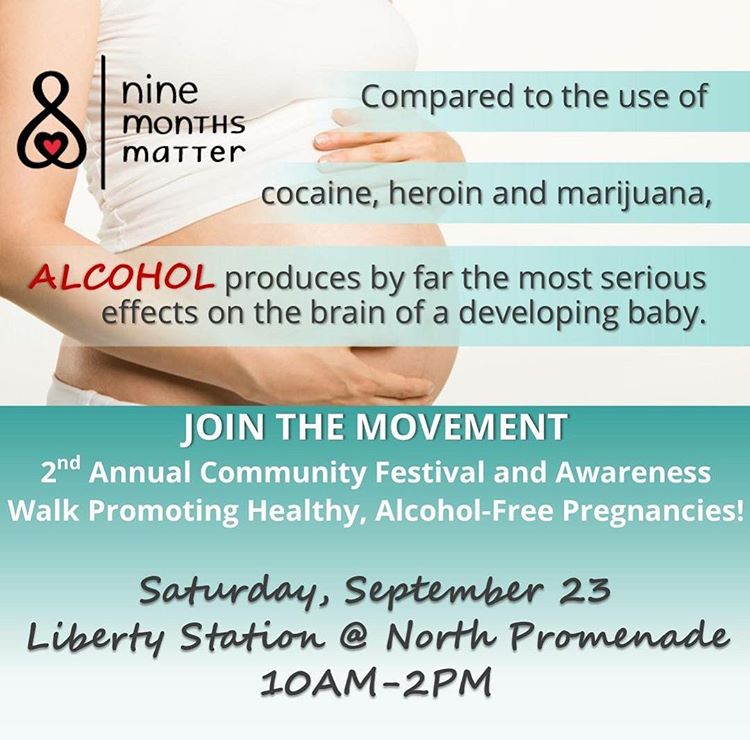 nine
months
matter
Compared to the use of
cocaine, heroin and marijuana,
ALCOHOL produces by far the most serious
effects on the brain of a developing baby.
JOIN THE MOVEMENT
2nd Annual Community Festival and Awareness
Walk Promoting Healthy, Alcohol-Free Pregnancies!
Saturday, September 23
Liberty Station @ North Promenade
10AM-2PM